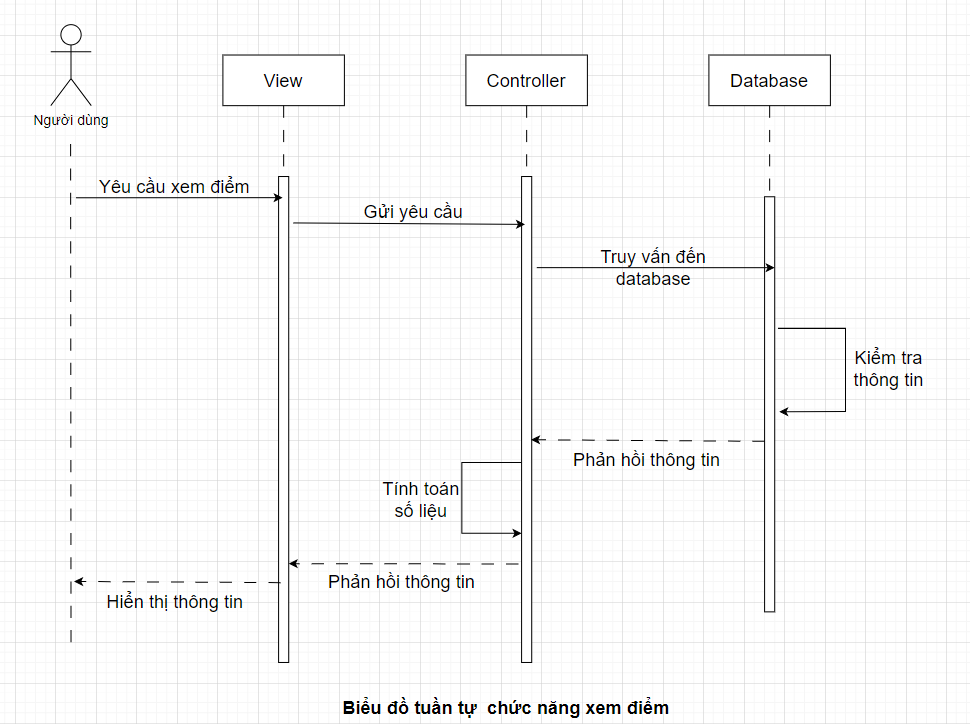 View
Controller
Database
Người dùng
Yêu cầu xem điểm
Gửi yêu cầu
Truy vấn đến
database
Kiểm tra
thông tin
Phản hồi thông tin
Tính toán
số liệu
Phản hồi thông tin
Hiển thị thông tin
Biểu đồ tuần tự chức năng xem điểm